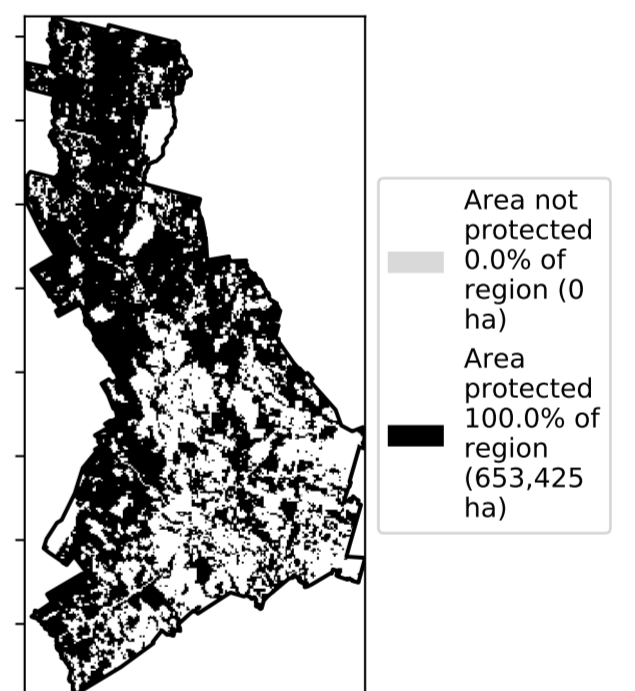 Area not
protected
0.0% of
region (0
ha)
Area
protected
100.0% of
region
(653,425
ha)